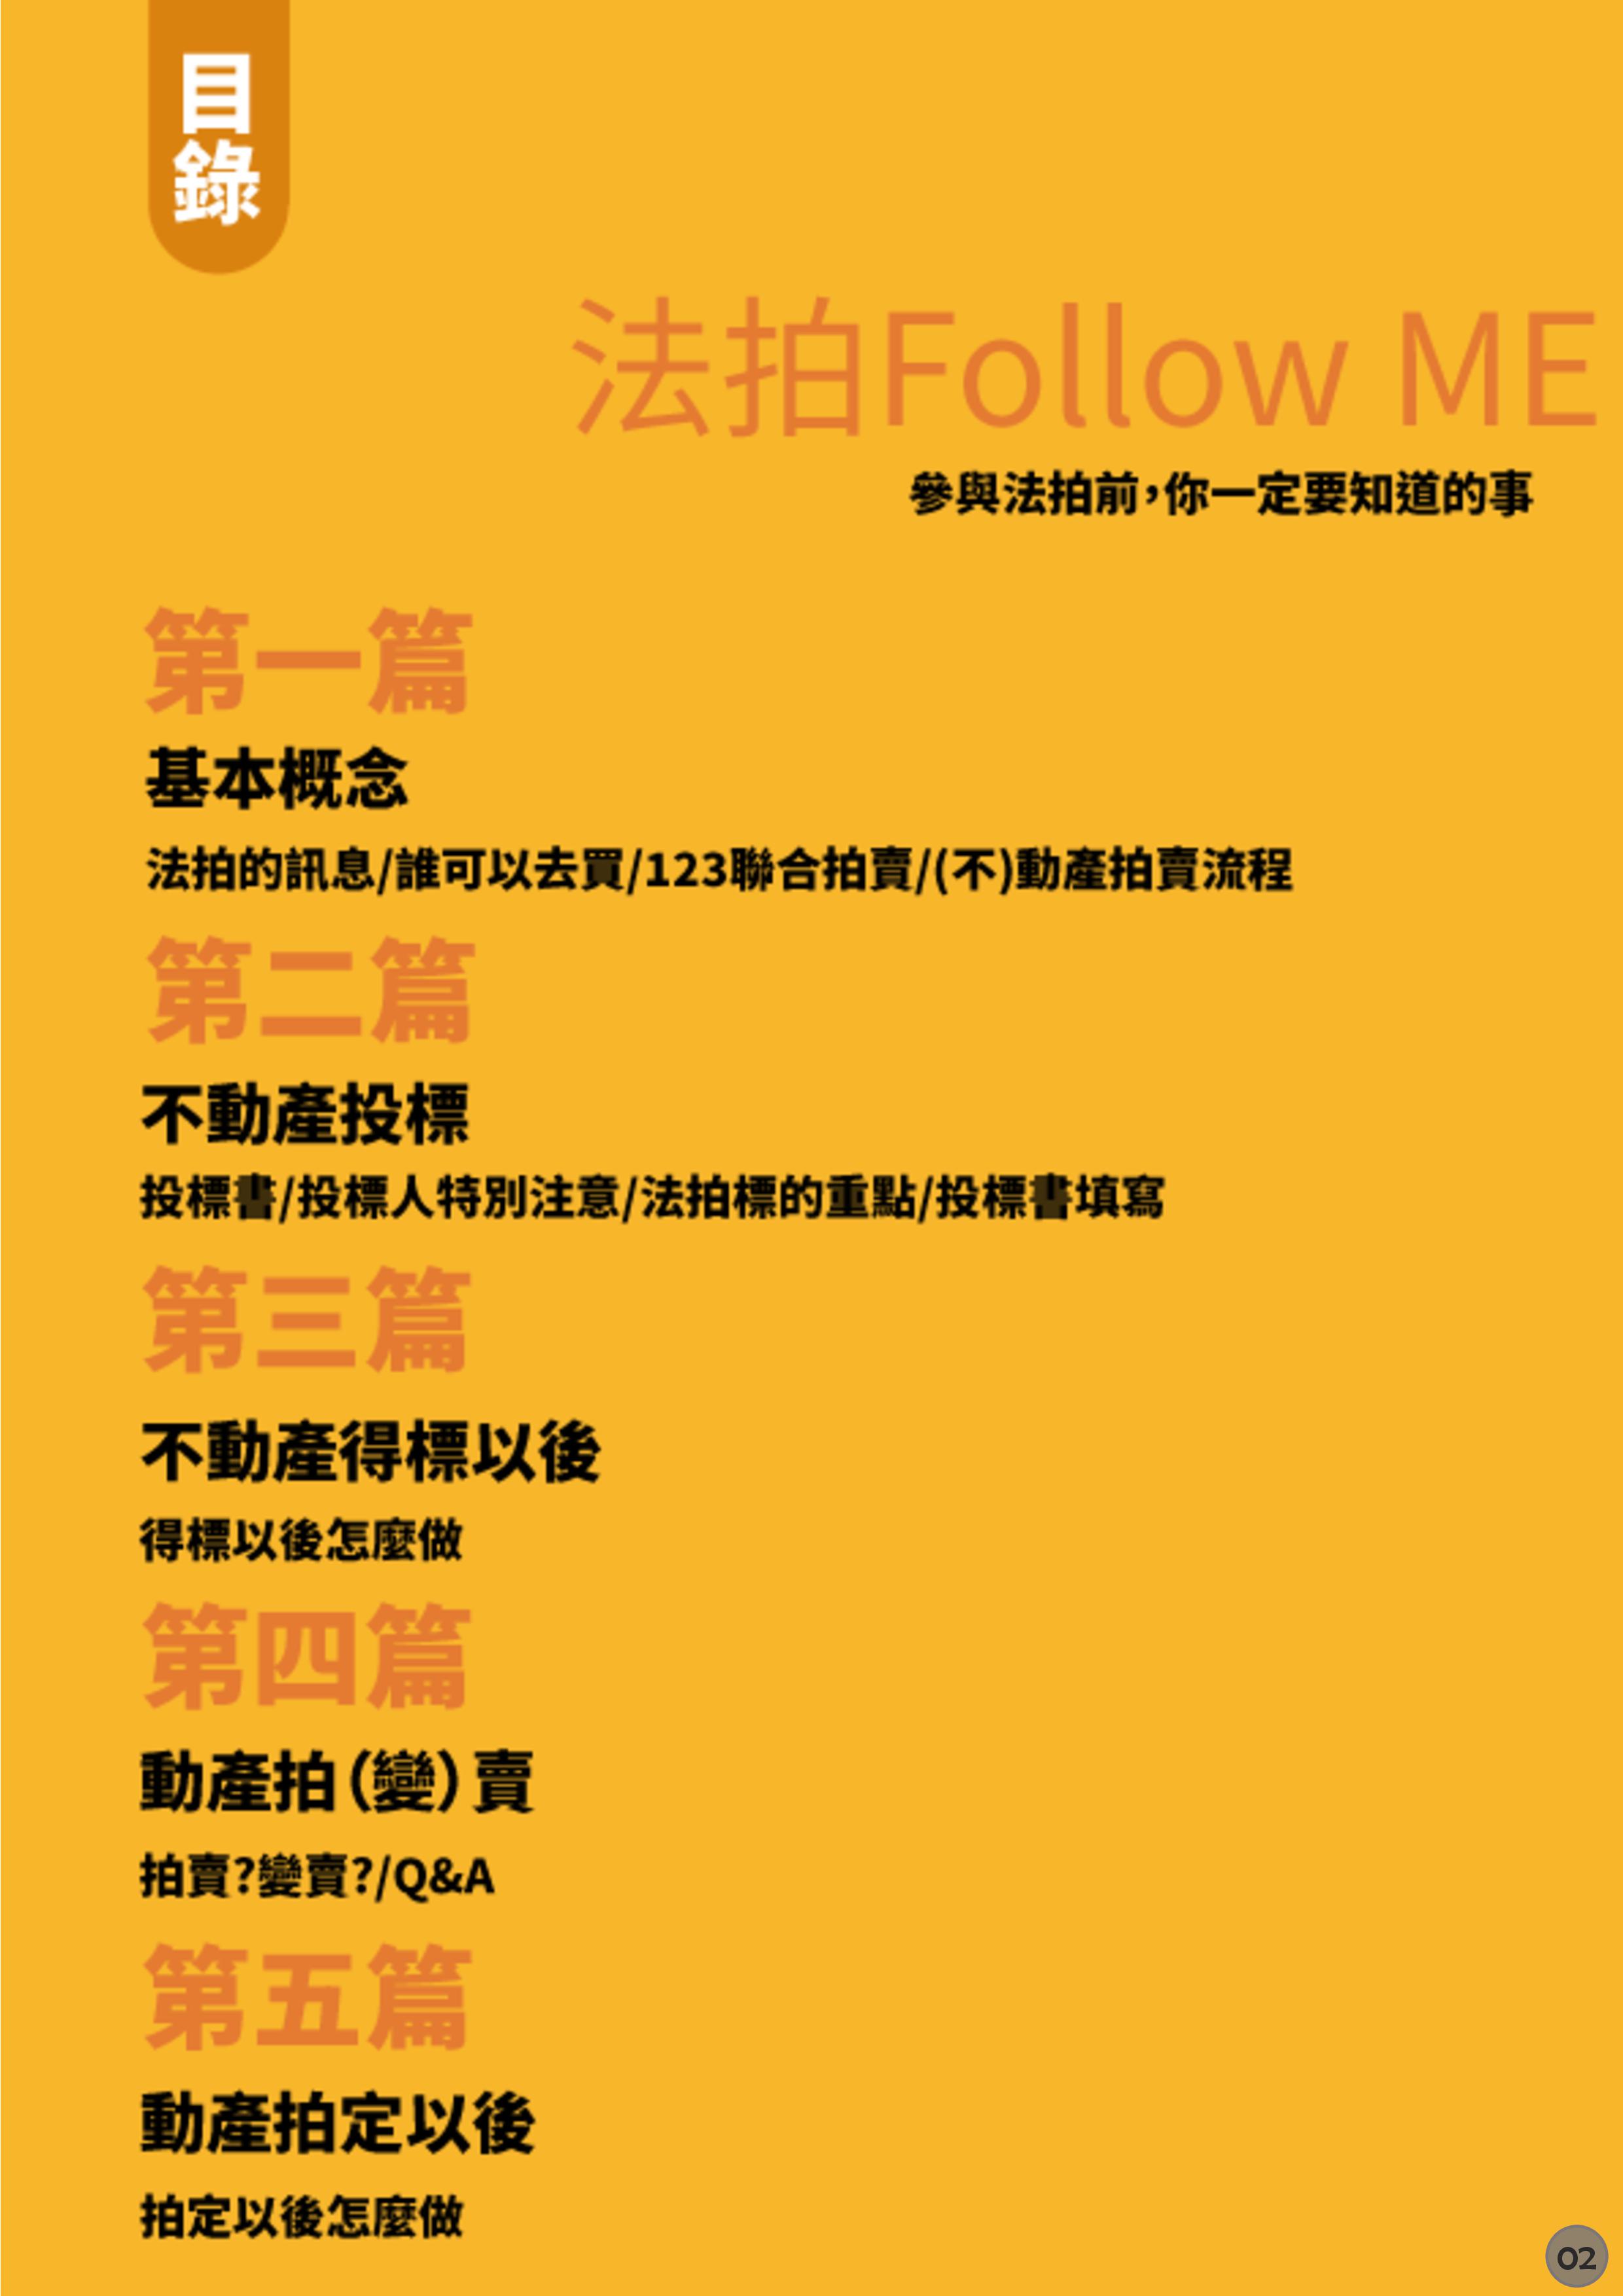 目錄
法拍Follow ME
參與法拍前，你一定要知道的事
第一篇
基本概念
法拍的訊息/誰可以去買/123聯合拍賣/(不)動產拍賣流程
第二篇
不動產投標
投標書/投標人特別注意/法拍標的重點/投標書填寫
第三篇
不動產得標以後
得標以後怎麼做
第四篇
動產拍（變）賣
拍賣?變賣?/Q&A
第五篇
動產拍定以後
拍定以後怎麼做
02